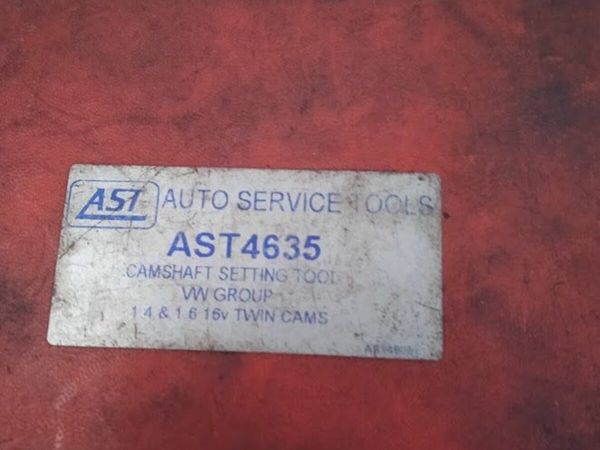 AST AUTO SERVICE TOOLS
AST4635
CAMSHAFT SETTING TOOL
VW GROUP
1.4 & 1.6 16v TWIN CAMS